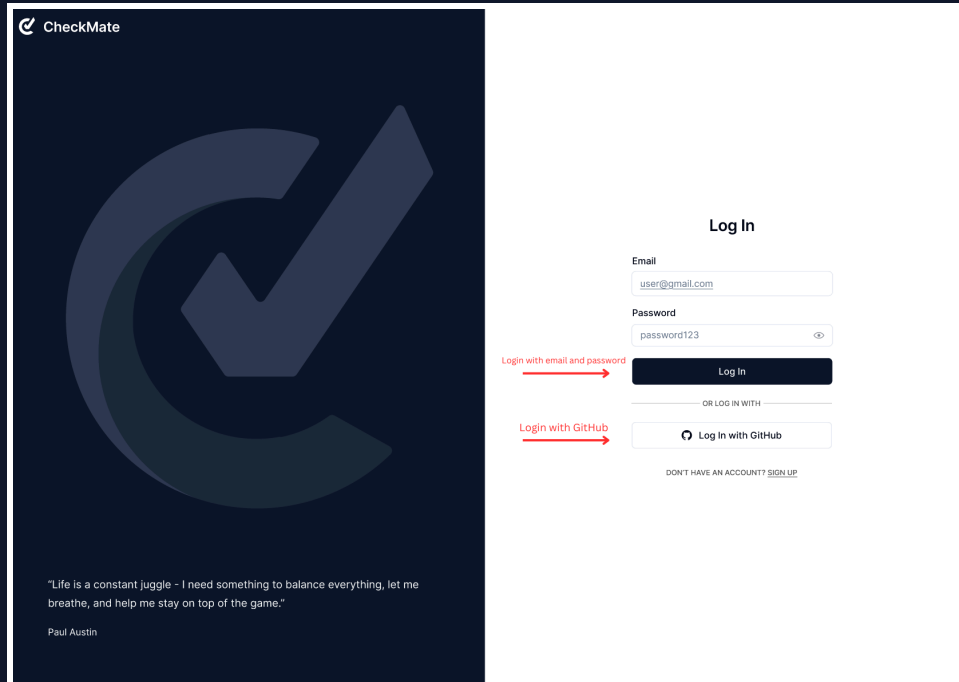 CheckMate
“Life is a constant juggle - I need something to balance everything, let me
breathe, and help me stay on top of the game.”
Paul Austin
Log In
Email
user@gmail.com
Password
password123
Login with email and password
Log In
OR LOG IN WITH
Login with GitHub
Log In with GitHub
DON'T HAVE AN ACCOUNT? SIGN UP